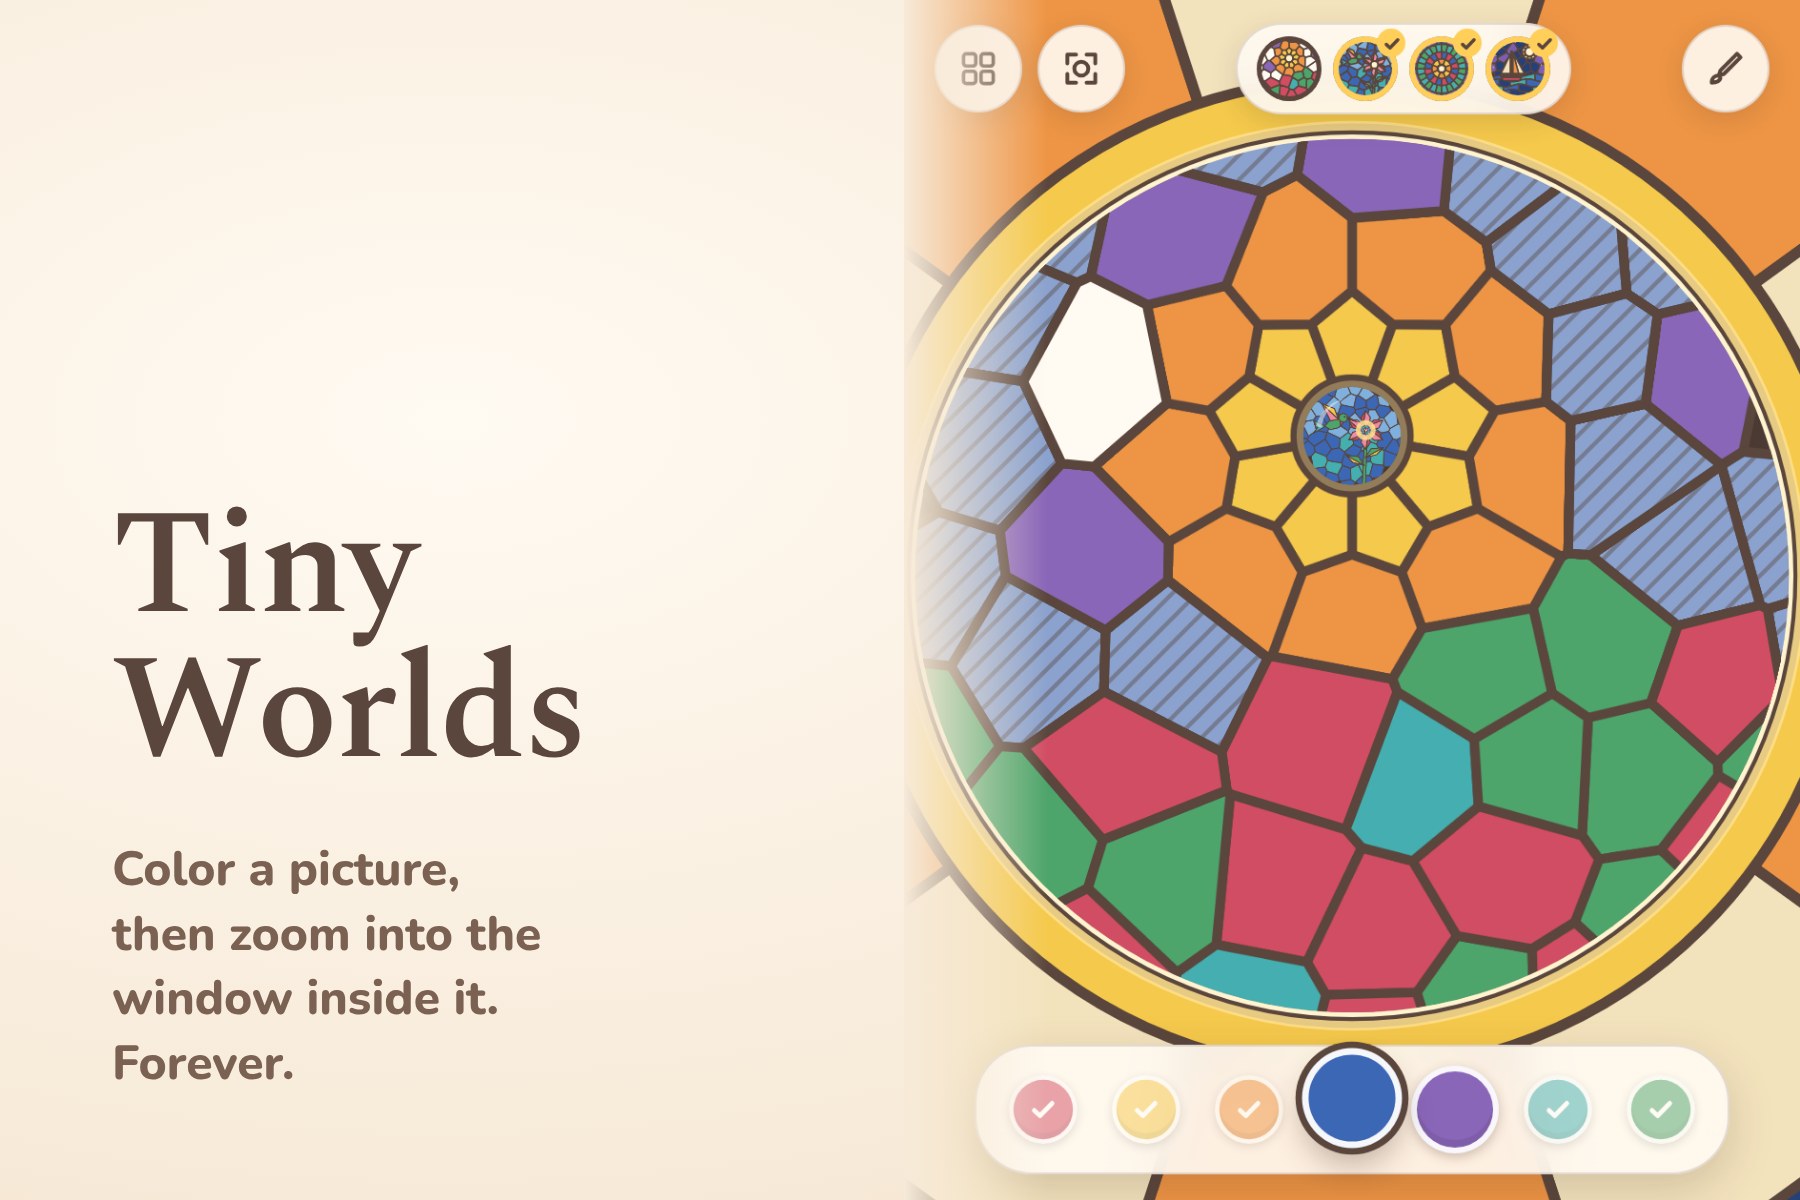 Tiny
Worlds
Color a picture,
then zoom into the
window inside it.
Forever.